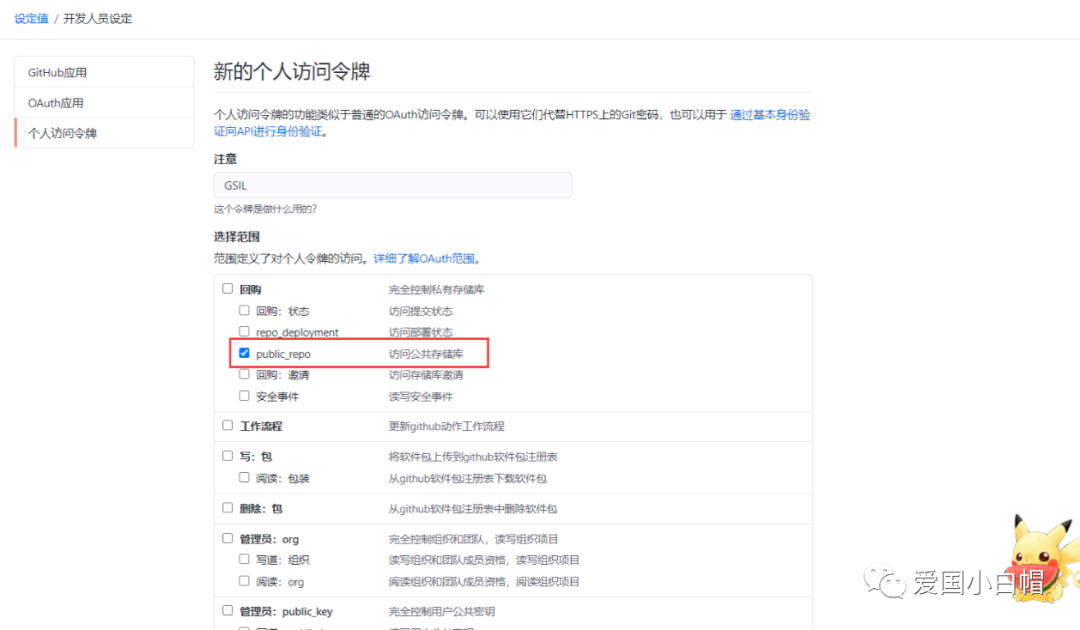 设定值 / 开发人员设定
GitHub应用
OAuth应用
个人访问令牌
新的个人访问令牌
个人访问令牌的功能类似于普通的OAuth访问令牌。可以使用它们代替HTTPS上的Git密码，也可以用于 通过基本身份验
证向API进行身份验证。
注意
GSIL
这个令牌是做什么用的?
选择范围
范围定义了对个人令牌的访问。详细了解OAuth范围。
回购 完全控制私有存储库
回购：状态 访问提交状态
repo_deployment 访问部署状态
public_repo 访问公共存储库
回购：邀请 访问存储库邀请
安全事件 读写安全事件
工作流程 更新github动作工作流程
写：包 将软件包上传到github软件包注册表
阅读：包装 从github软件包注册表下载软件包
删除：包 从github软件包注册表中删除软件包
管理员：org 完全控制组织和团队，读写组织项目
写道：组织 读写组织和团队成员资格，读写组织项目
阅读：org 阅读组织和团队成员资格，阅读组织项目
管理员：public_key 完全控制用户公共密钥
爱国小白帽